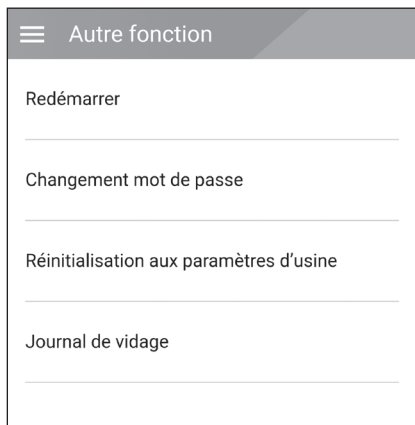 Autre fonction
Redémarrer
Changement mot de passe
Réinitialisation aux paramètres d'usine
Journal de vidage